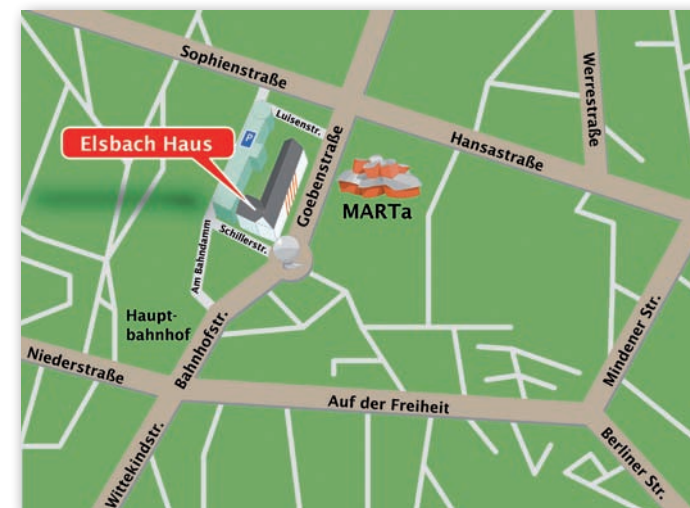 Sophienstraße
Werrestraße
Luisenstr.
P
Elsbach Haus
Hansastraße
Goebenstraße
MARTa
Schillerstr.
Am Bahndamm
Haupt-
bahnhof
Bahnhofstr.
Mindener Str.
Niederstraße
Auf der Freiheit
Wittekindstr.
Berliner Str.